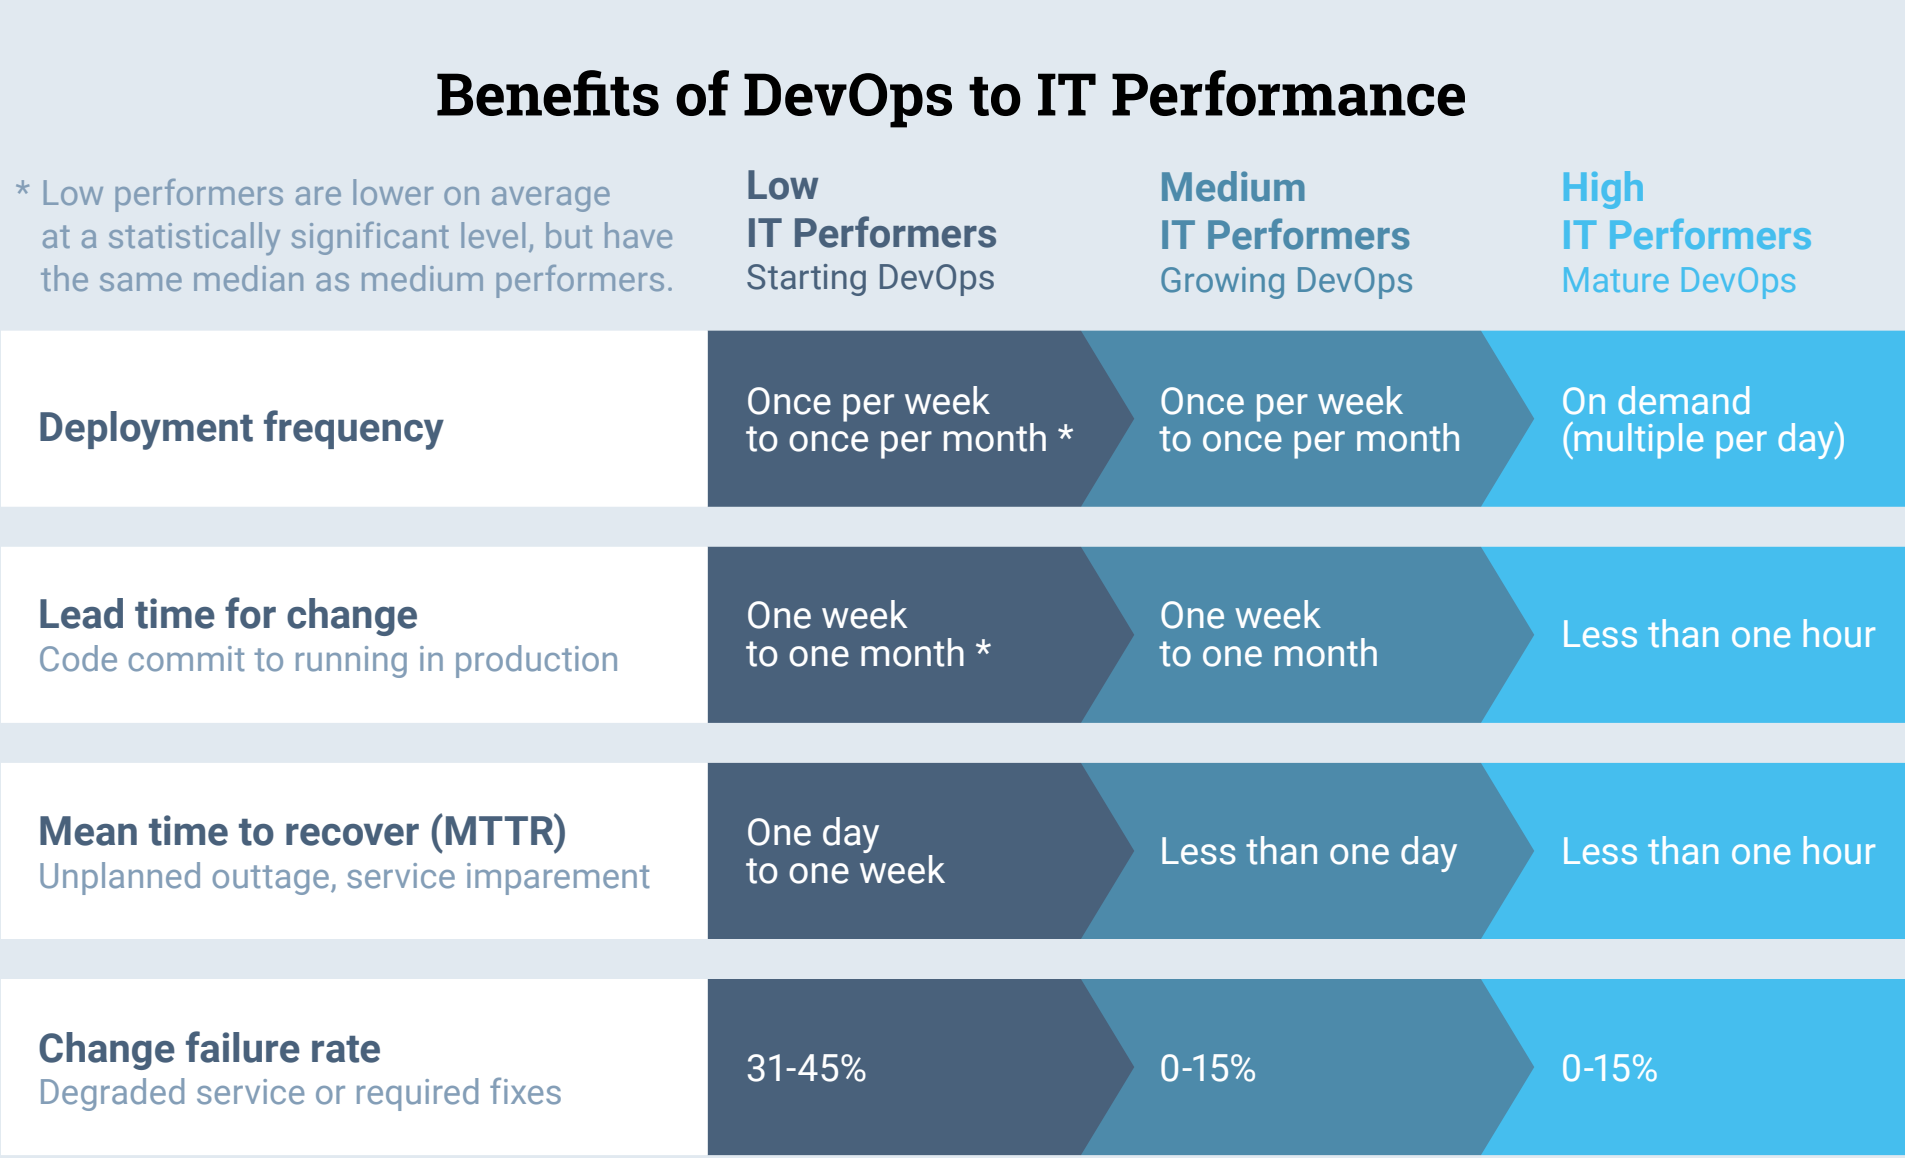 Benefits of DevOps to IT Performance
* Low performers are lower on average
at a statistically significant level, but have
the same median as medium performers.
Low
IT Performers
Starting DevOps
Medium
IT Performers
Growing DevOps
High
IT Performers
Mature DevOps
Deployment frequency
Once per week
to once per month *
Once per week
to once per month
On demand
(multiple per day)
Lead time for change
Code commit to running in production
One week
to one month *
One week
to one month
Less than one hour
Mean time to recover (MTTR)
Unplanned outtage, service imparement
One day
to one week
Less than one day
Less than one hour
Change failure rate
Degraded service or required fixes
31-45%
0-15%
0-15%